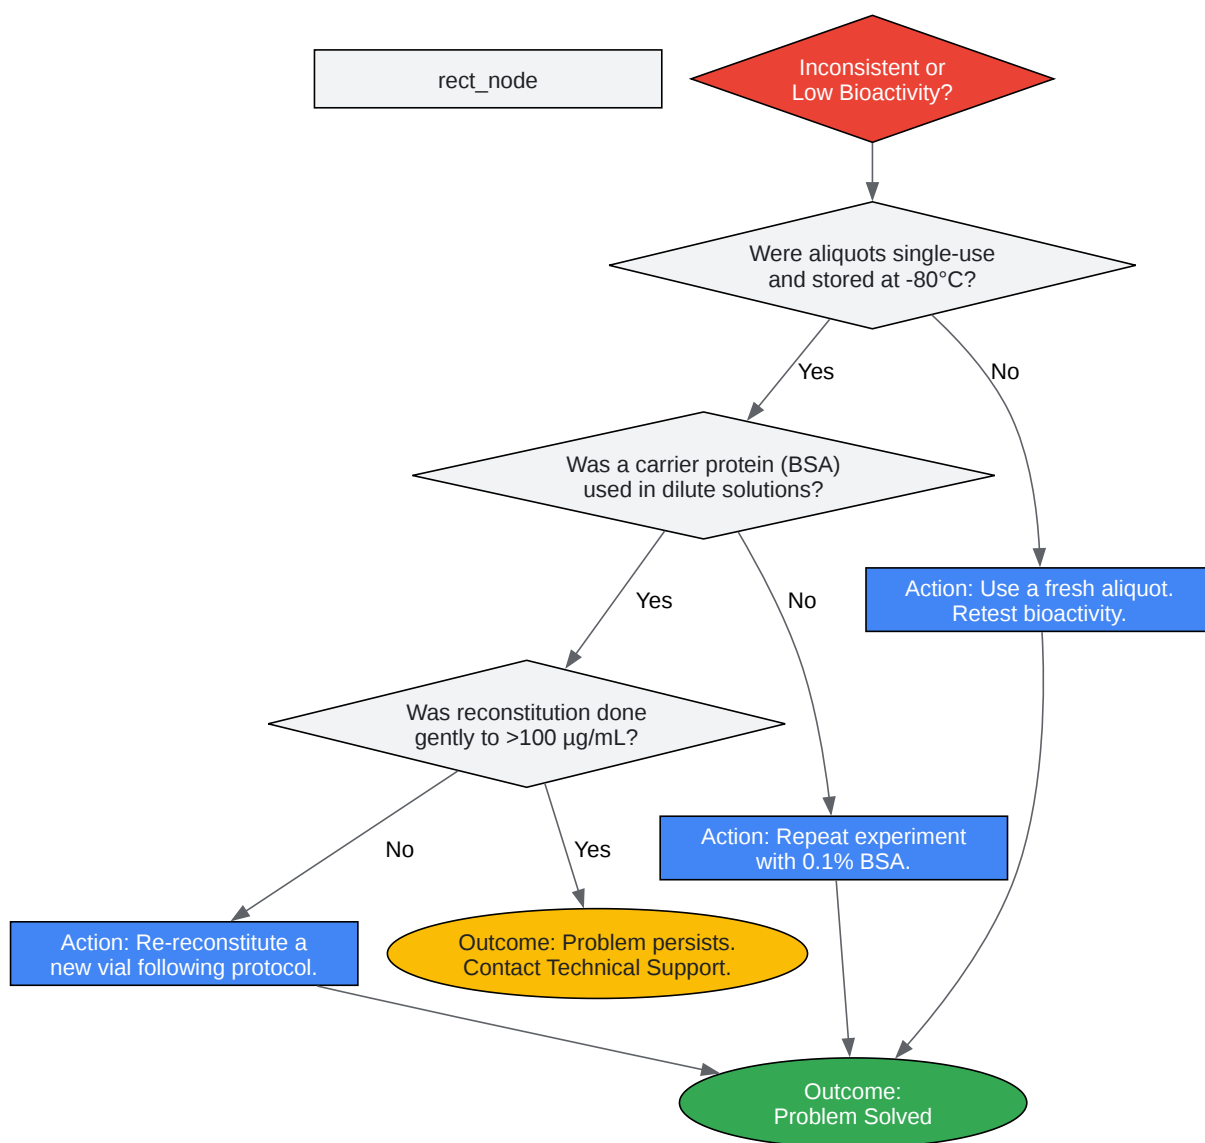 rect_node
Inconsistent or
Low Bioactivity?
Were aliquots single-use
and stored at -80°C?
Yes
No
Was a carrier protein (BSA)
used in dilute solutions?
Action: Use a fresh aliquot.
Retest bioactivity.
Yes
No
Was reconstitution done
gently to >100 µg/mL?
Action: Repeat experiment
with 0.1% BSA.
No
Yes
Action: Re-reconstitute a
new vial following protocol.
Outcome: Problem persists.
Contact Technical Support.
Outcome:
Problem Solved